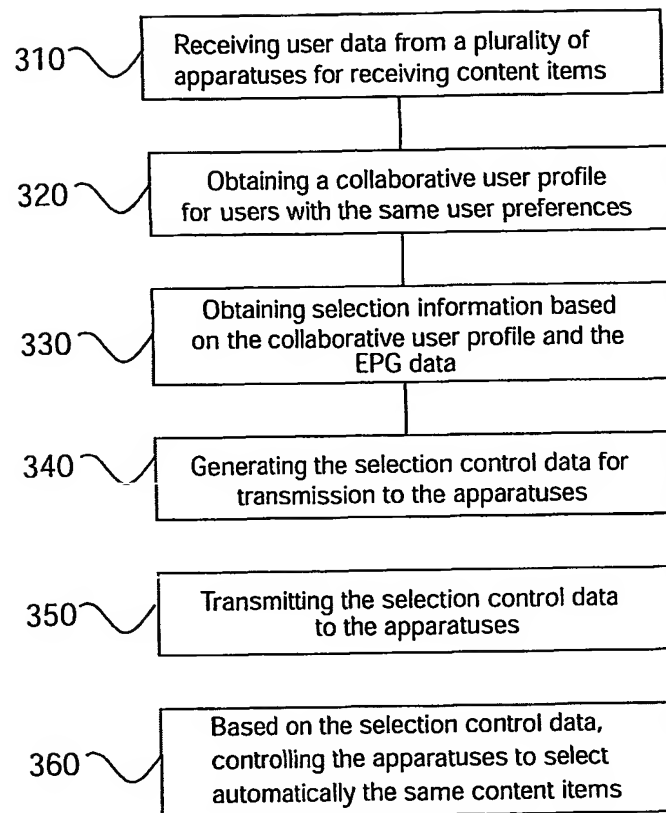 310
Receiving user data from a plurality of
apparatuses for receiving content items
320
Obtaining a collaborative user profile
for users with the same user preferences
330
Obtaining selection information based
on the collaborative user profile and the
EPG data
340
Generating the selection control data for
transmission to the apparatuses
350
Transmitting the selection control data
to the apparatuses
360
Based on the selection control data,
controlling the apparatuses to select
automatically the same content items